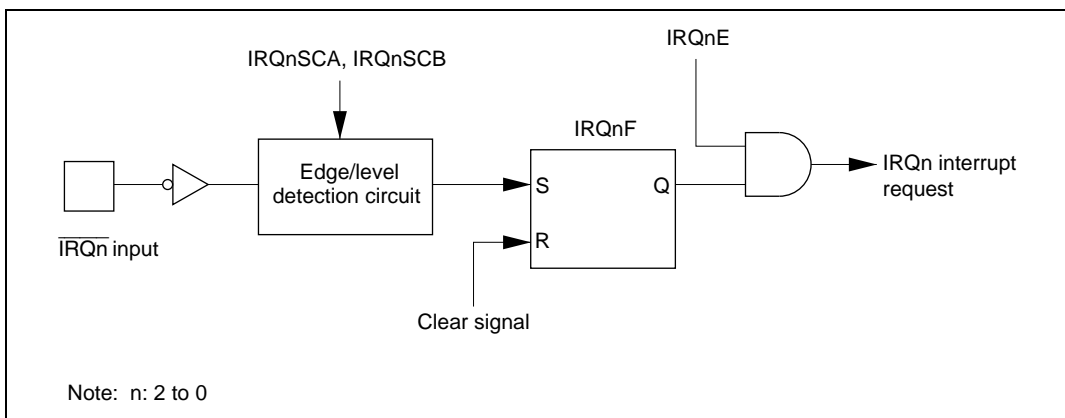 IRQnE
IRQnSCA, IRQnSCB
IRQnF
Edge/level
detection circuit
S
Q
IRQn interrupt
request
IRQn input
R
Clear signal
Note: n: 2 to 0